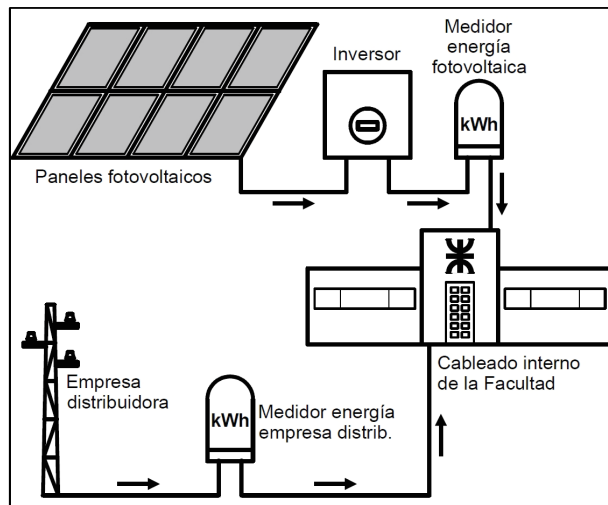 Medidor
energía
fotovoltaica
Inversor
kWh
Paneles fotovoltaicos
Empresa
distribuidora
kWh
Medidor energía
empresa distrib.
Cableado interno
de la Facultad